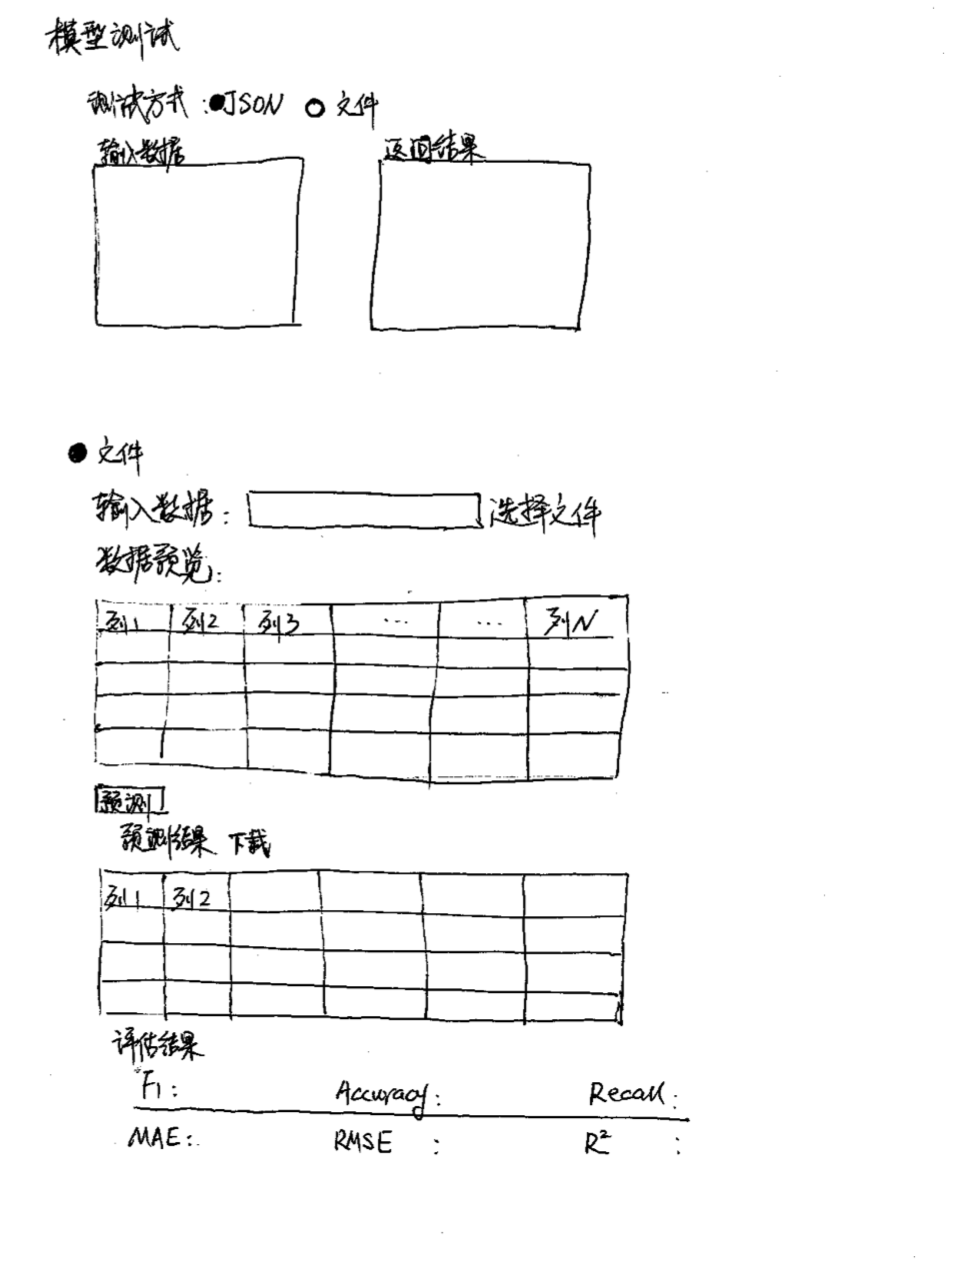 模型测试
测试方式：JSON 文件
输入数据 返回结果
文件
输入数据： 选择文件
数据预览：
列1 列2 列3 ... ... 列N
预测
预测结果 下载
列1 列2
评估结果
F1： Accuracy： Recall：
MAE： RMSE ： R² ：